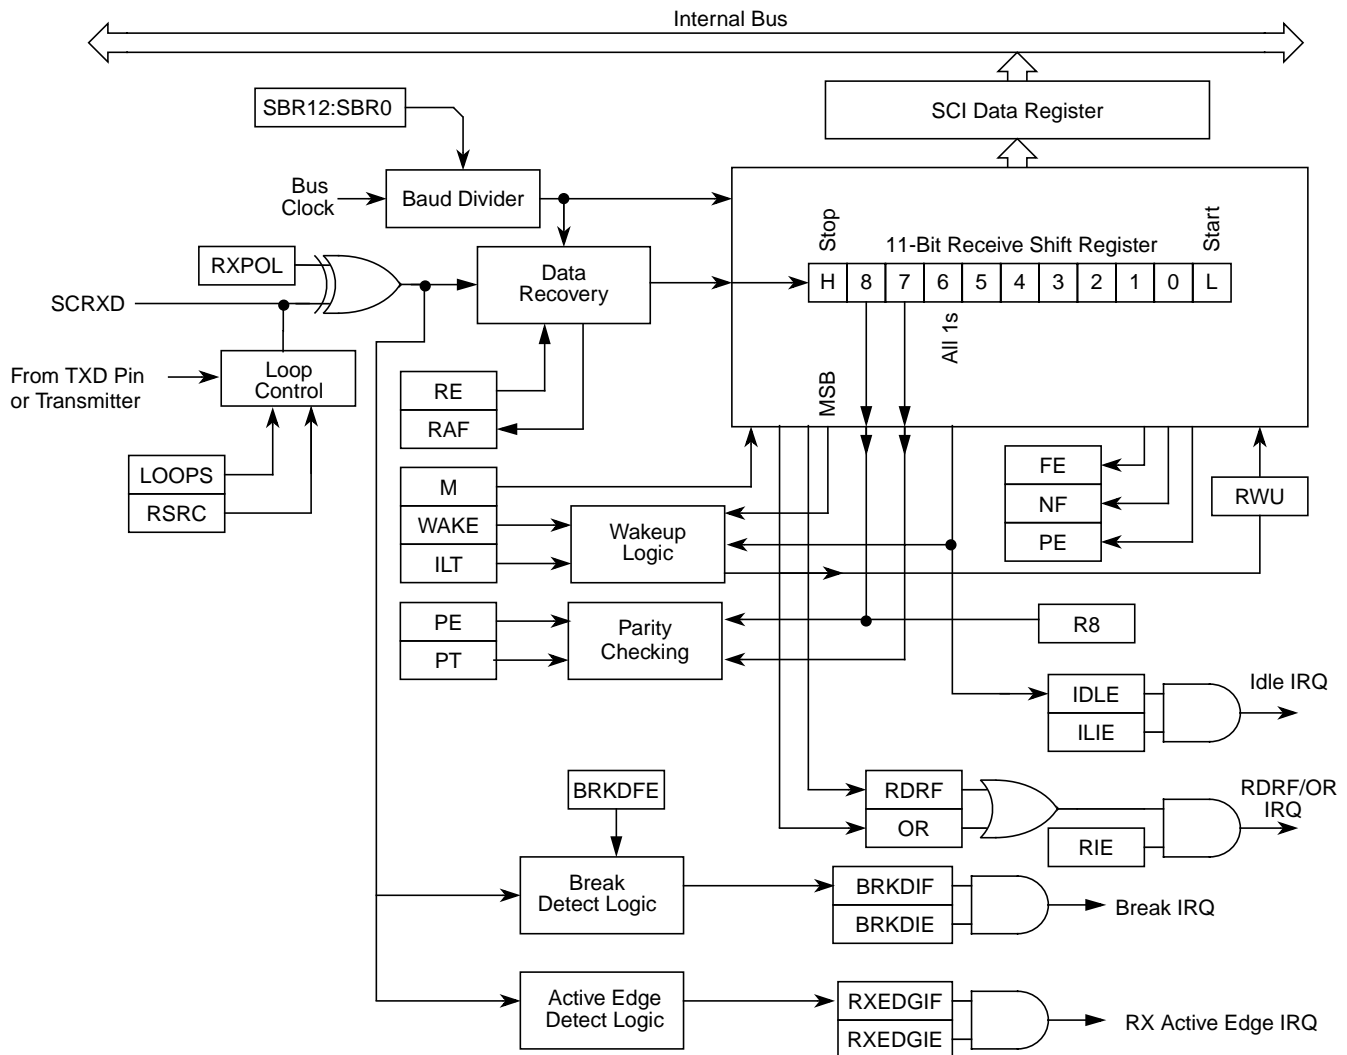 Internal Bus
SBR12:SBR0
SCI Data Register
Bus
Clock
Baud Divider
Stop
11-Bit Receive Shift Register
Start
RXPOL
Data
Recovery
H 8 7 6 5 4 3 2 1 0 L
SCRXD
All 1s
From TXD Pin
or Transmitter
Loop
Control
RE
RAF
MSB
LOOPS
RSRC
M
WAKE
ILT
Wakeup
Logic
FE
NF
PE
RWU
PE
PT
Parity
Checking
R8
IDLE
ILIE
Idle IRQ
BRKDFE
RDRF
OR
RIE
RDRF/OR
IRQ
Break
Detect Logic
BRKDIF
BRKDIE
Break IRQ
Active Edge
Detect Logic
RXEDGIF
RXEDGIE
RX Active Edge IRQ